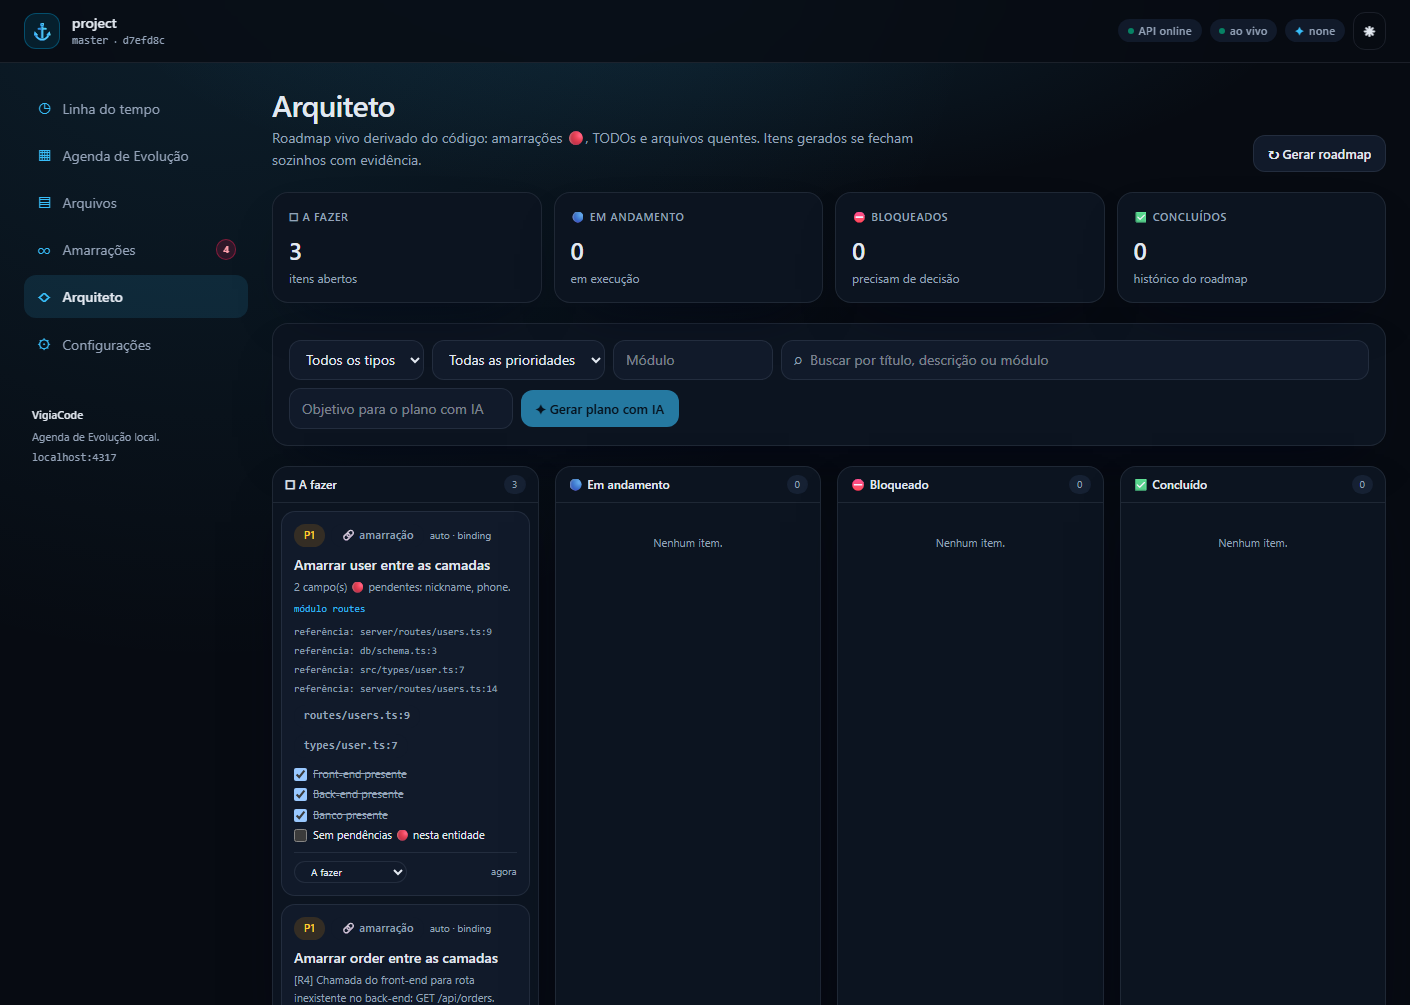 project
master · d7efd8c
API online
ao vivo
none
Linha do tempo
Agenda de Evolução
Arquivos
Amarrações
4
Arquiteto
Configurações
VigiaCode
Agenda de Evolução local.
localhost:4317
Arquiteto
Roadmap vivo derivado do código: amarrações 🔴, TODOs e arquivos quentes. Itens gerados se fecham
sozinhos com evidência.
↻ Gerar roadmap
A FAZER
3
itens abertos
EM ANDAMENTO
0
em execução
BLOQUEADOS
0
precisam de decisão
CONCLUÍDOS
0
histórico do roadmap
Todos os tipos
Todas as prioridades
Módulo
Buscar por título, descrição ou módulo
Objetivo para o plano com IA
✦ Gerar plano com IA
A fazer
3
P1
amarração
auto · binding
Amarrar user entre as camadas
2 campo(s) 🔴 pendentes: nickname, phone.
módulo routes
referência: server/routes/users.ts:9
referência: db/schema.ts:3
referência: src/types/user.ts:7
referência: server/routes/users.ts:14
routes/users.ts:9
types/user.ts:7
Front-end presente
Back-end presente
Banco presente
Sem pendências 🔴 nesta entidade
A fazer
agora
P1
amarração
auto · binding
Amarrar order entre as camadas
[R4] Chamada do front-end para rota
inexistente no back-end: GET /api/orders.
Em andamento
0
Nenhum item.
Bloqueado
0
Nenhum item.
Concluído
0
Nenhum item.